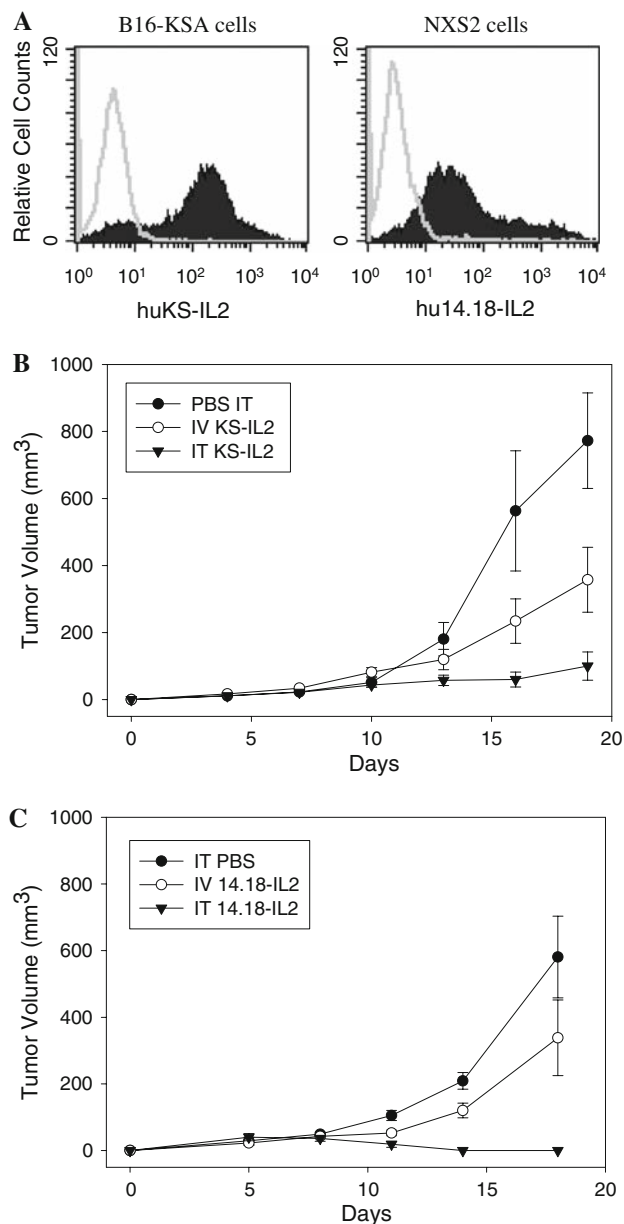 A
B16-KSA cells
NXS2 cells
Relative Cell Counts
120
0
10⁰ 10¹ 10² 10³ 10⁴
huKS-IL2
120
0
10⁰ 10¹ 10² 10³ 10⁴
hu14.18-IL2
B
Tumor Volume (mm³)
1000
800
600
400
200
0
PBS IT
IV KS-IL2
IT KS-IL2
0 5 10 15 20
Days
C
Tumor Volume (mm³)
1000
800
600
400
200
0
IT PBS
IV 14.18-IL2
IT 14.18-IL2
0 5 10 15 20
Days